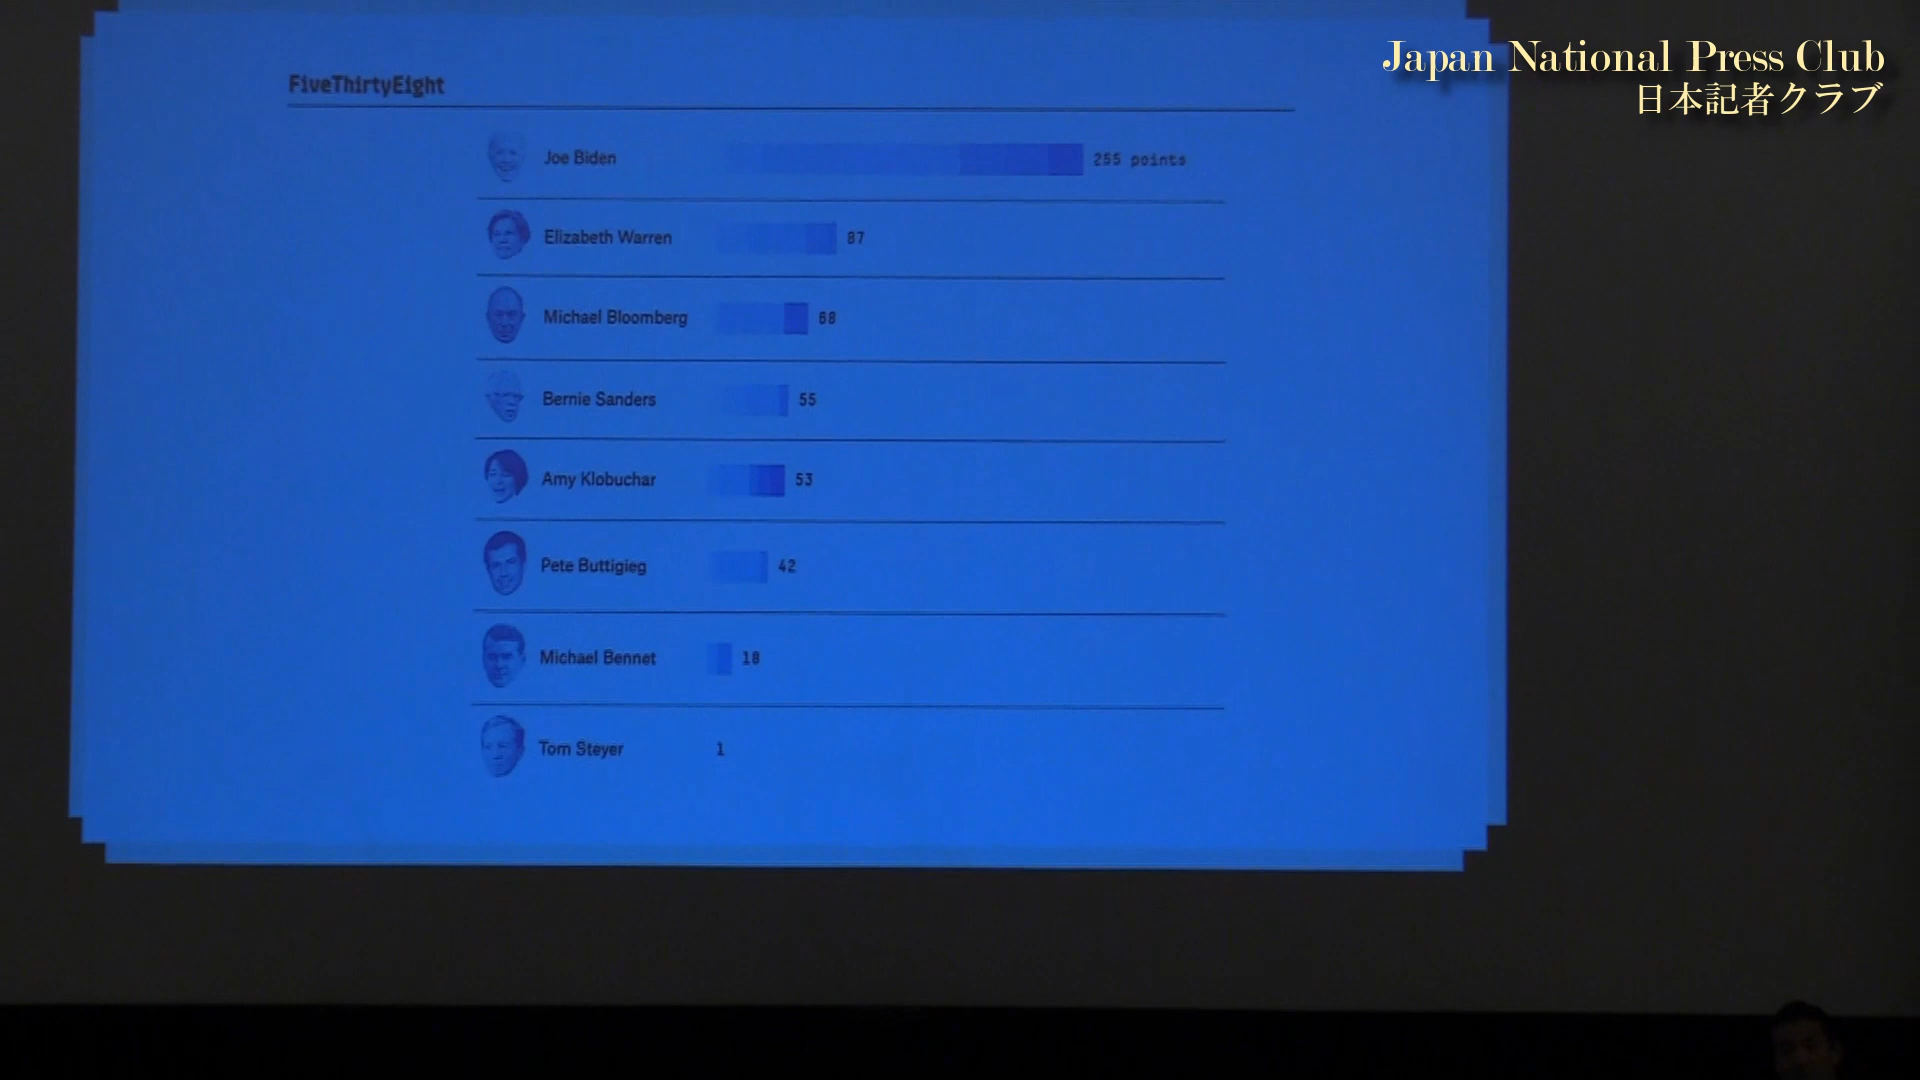 Japan National Press Club
日本記者クラブ
FiveThirtyEight
Joe Biden 255 points
Elizabeth Warren 87
Michael Bloomberg 68
Bernie Sanders 55
Amy Klobuchar 53
Pete Buttigieg 42
Michael Bennet 18
Tom Steyer 1